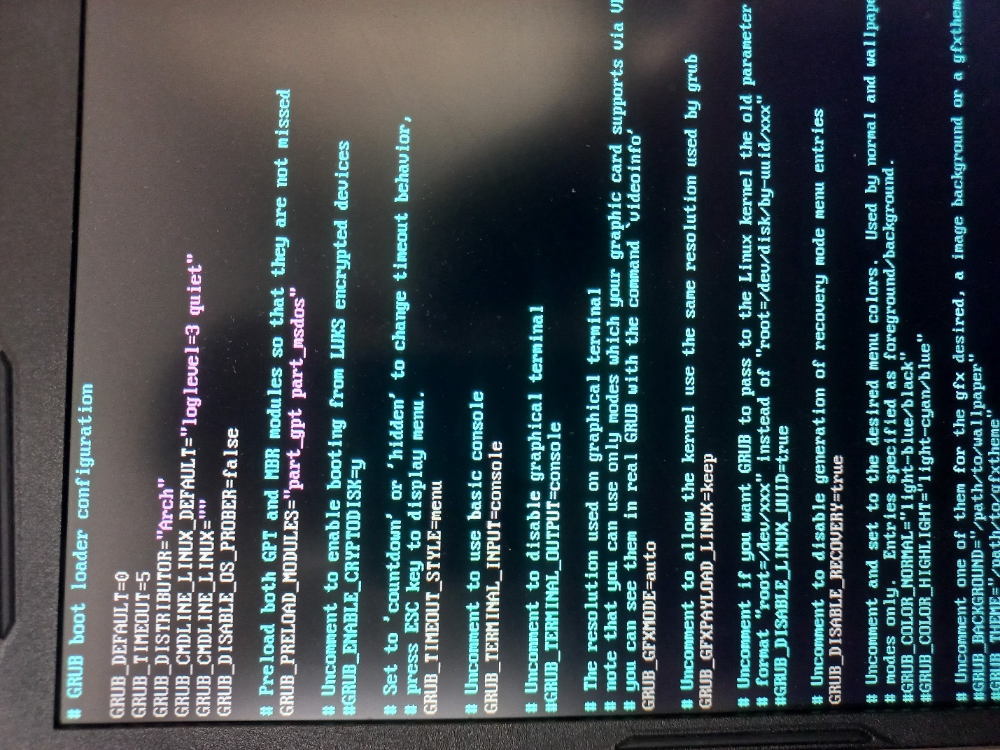 # GRUB boot loader configuration
GRUB_DEFAULT=0
GRUB_TIMEOUT=5
GRUB_DISTRIBUTOR="Arch"
GRUB_CMDLINE_LINUX_DEFAULT="loglevel=3 quiet"
GRUB_CMDLINE_LINUX=""
GRUB_DISABLE_OS_PROBER=false
# Preload both GPT and MBR modules so that they are not missed
GRUB_PRELOAD_MODULES="part_gpt part_msdos"
# Uncomment to enable booting from LUKS encrypted devices
#GRUB_ENABLE_CRYPTODISK=y
# Set to 'countdown' or 'hidden' to change timeout behavior,
# press ESC key to display menu.
GRUB_TIMEOUT_STYLE=menu
# Uncomment to use basic console
GRUB_TERMINAL_INPUT=console
# Uncomment to disable graphical terminal
#GRUB_TERMINAL_OUTPUT=console
# The resolution used on graphical terminal
# note that you can use only modes which your graphic card supports via
# you can see them in real GRUB with the command `videoinfo'
GRUB_GFXMODE=auto
# Uncomment to allow the kernel use the same resolution used by grub
GRUB_GFXPAYLOAD_LINUX=keep
# Uncomment if you want GRUB to pass to the Linux kernel the old parameter
# format "root=/dev/xxx" instead of "root=/dev/disk/by-uuid/xxx"
#GRUB_DISABLE_LINUX_UUID=true
# Uncomment to disable generation of recovery mode menu entries
GRUB_DISABLE_RECOVERY=true
# Uncomment and set to the desired menu colors.  Used by normal and wallpape
# modes only.  Entries specified as foreground/background.
#GRUB_COLOR_NORMAL="light-blue/black"
#GRUB_COLOR_HIGHLIGHT="light-cyan/blue"
# Uncomment one of them for the gfx desired, a image background or a gfxthem
#GRUB_BACKGROUND="/path/to/wallpaper"
#GRUB_THEME="/path/to/gfxtheme"